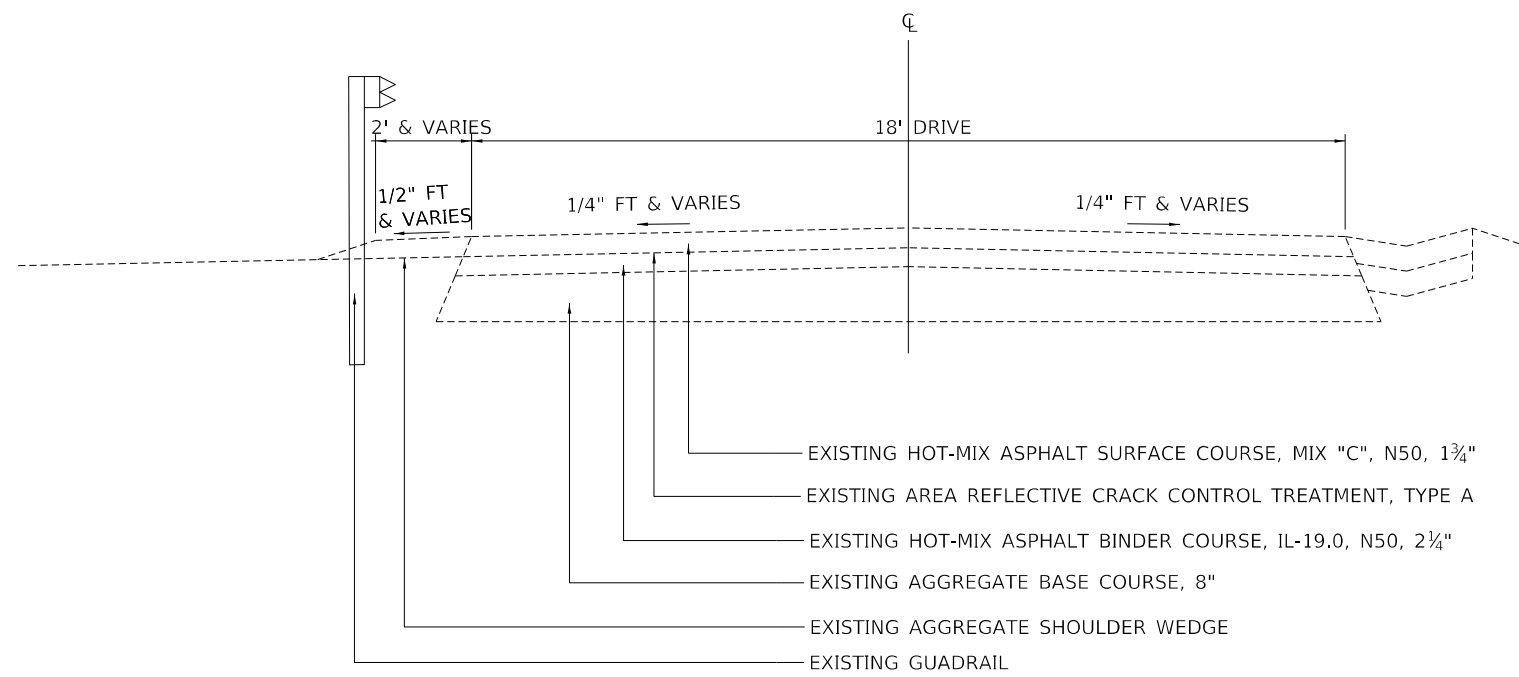 ℄
2' & VARIES
18' DRIVE
1/2" FT
& VARIES
1/4" FT & VARIES
1/4" FT & VARIES
EXISTING HOT-MIX ASPHALT SURFACE COURSE, MIX "C", N50, 1¾"
EXISTING AREA REFLECTIVE CRACK CONTROL TREATMENT, TYPE A
EXISTING HOT-MIX ASPHALT BINDER COURSE, IL-19.0, N50, 2¼"
EXISTING AGGREGATE BASE COURSE, 8"
EXISTING AGGREGATE SHOULDER WEDGE
EXISTING GUADRAIL